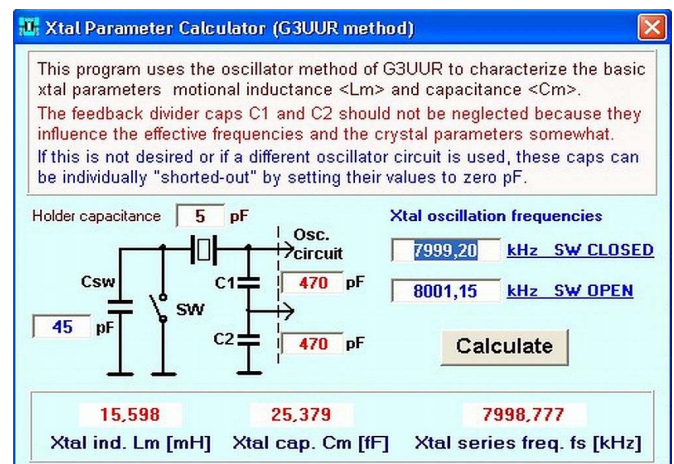 Xtal Parameter Calculator (G3UUR method)
This program uses the oscillator method of G3UUR to characterize the basic
xtal parameters motional inductance <Lm> and capacitance <Cm>.
The feedback divider caps C1 and C2 should not be neglected because they
influence the effective frequencies and the crystal parameters somewhat.
If this is not desired or if a different oscillator circuit is used, these caps can
be individually "shorted-out" by setting their values to zero pF.
Holder capacitance 5 pF
Xtal oscillation frequencies
Osc.
circuit
7999,20 kHz SW CLOSED
Csw
C1
470 pF
8001,15 kHz SW OPEN
SW
45 pF
C2
470 pF
Calculate
15,598 25,379 7998,777
Xtal ind. Lm [mH] Xtal cap. Cm [fF] Xtal series freq. fs [kHz]